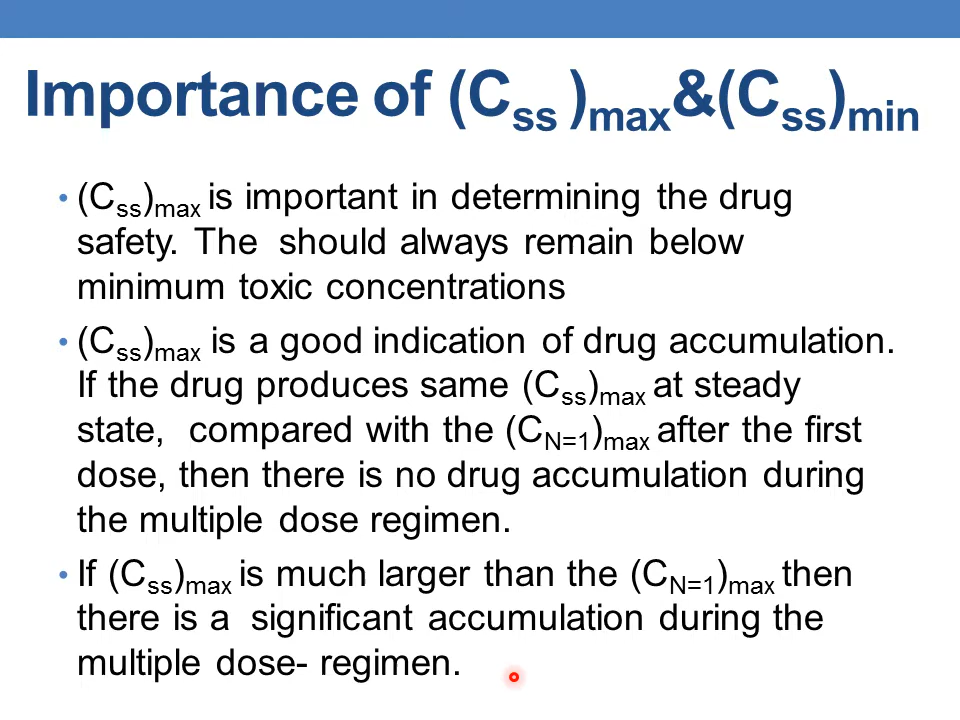 Importance of (Css )max&(Css)min
• (Css)max is important in determining the drug
safety. The  should always remain below
minimum toxic concentrations
• (Css)max is a good indication of drug accumulation.
If the drug produces same (Css)max at steady
state,  compared with the (CN=1)max after the first
dose, then there is no drug accumulation during
the multiple dose regimen.
• If (Css)max is much larger than the (CN=1)max then
there is a  significant accumulation during the
multiple dose- regimen.